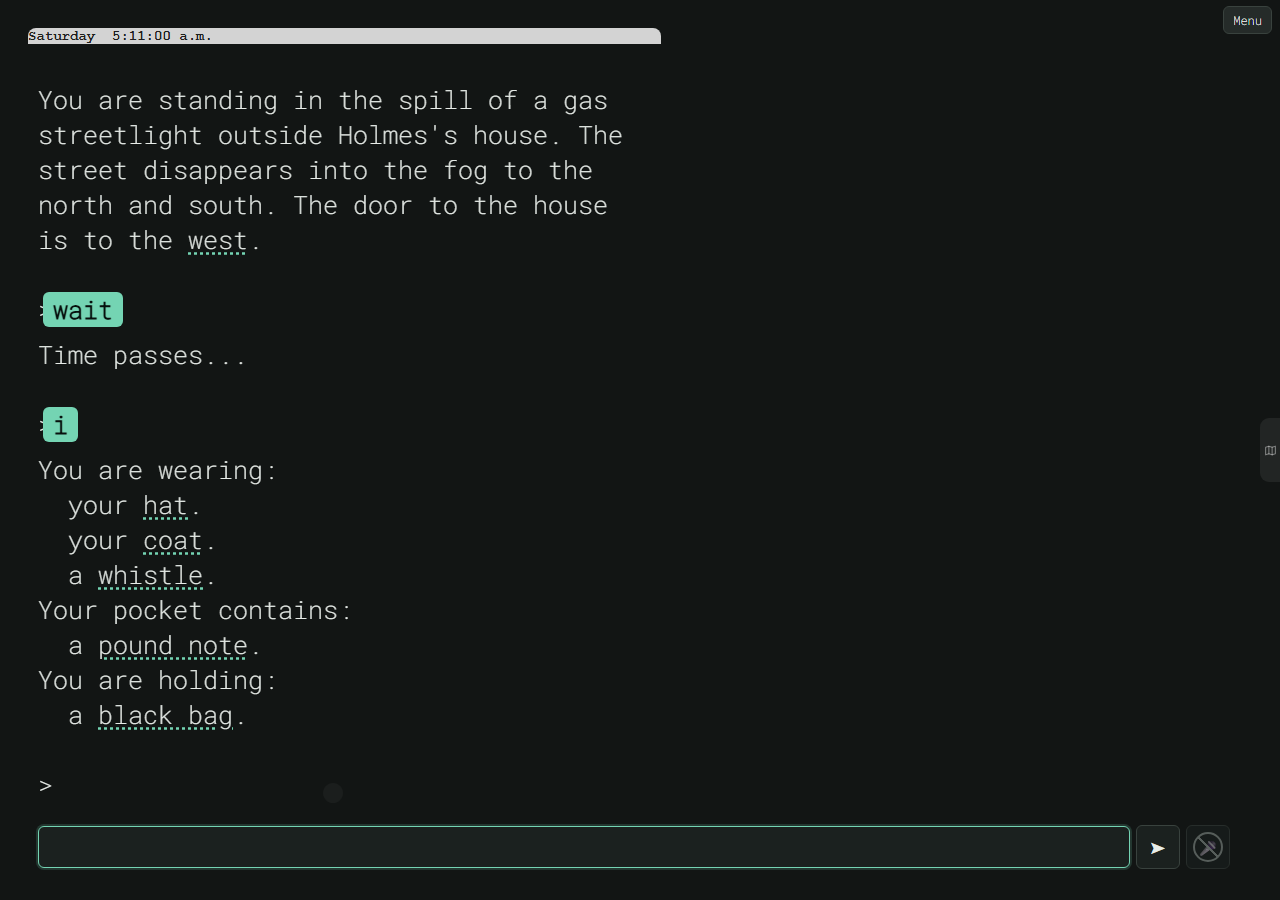 Menu
Saturday  5:11:00 a.m.
You are standing in the spill of a gas
streetlight outside Holmes's house. The
street disappears into the fog to the
north and south. The door to the house
is to the west.
>wait
Time passes...
>i
You are wearing:
  your hat.
  your coat.
  a whistle.
Your pocket contains:
  a pound note.
You are holding:
  a black bag.
>